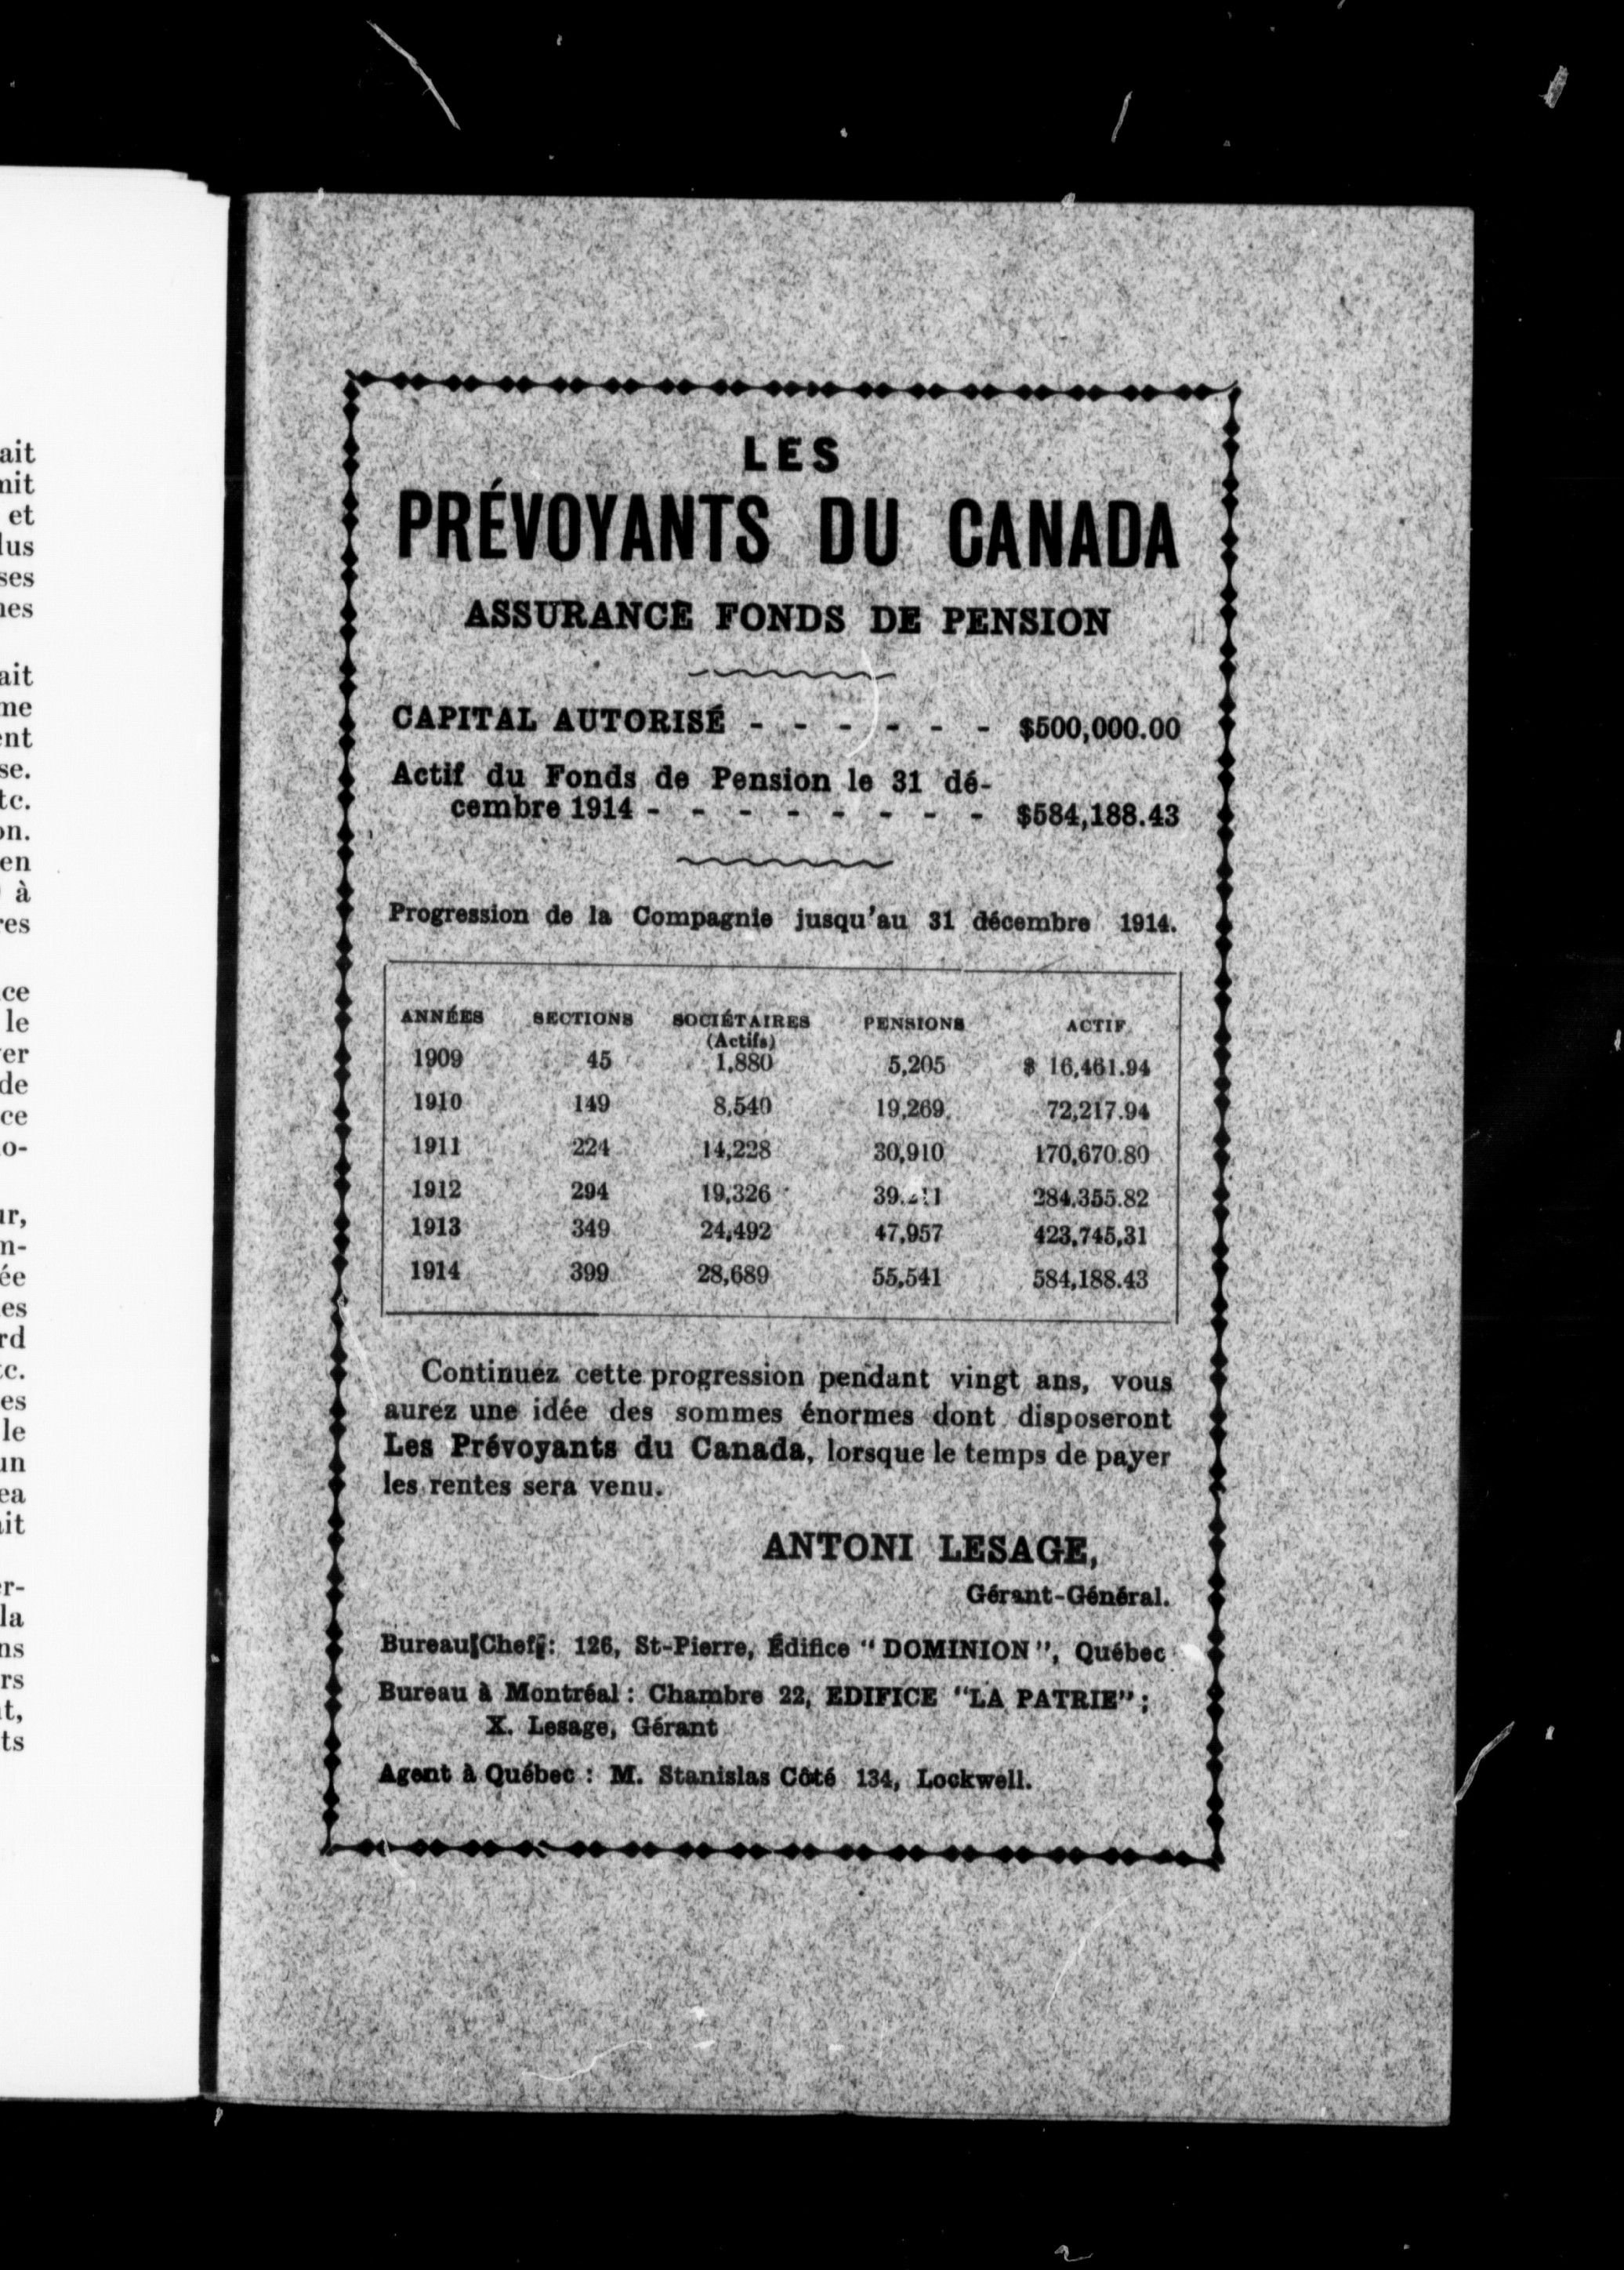 LES
PRÉVOYANTS DU CANADA
ASSURANCE FONDS DE PENSION
CAPITAL AUTORISÉ - - - - - - $500,000.00
Actif du Fonds de Pension le 31 dé-
cembre 1914 - - - - - - - - $584,188.43
Progression de la Compagnie jusqu'au 31 décembre 1914.
ANNÉES SECTIONS SOCIÉTAIRES PENSIONS ACTIF
(Actifs)
1909 45 1,880 5,205 $ 16,461.94
1910 149 8,540 19,269 72,217.94
1911 224 14,228 30,910 170,670.80
1912 294 19,326 284.355.82
1913 349 24,492 47,957 423,745,31
1914 399 28,689 55,541 584,188.43
Continuez cette progression pendant vingt ans, vous
aurez une idée des sommes énormes dont disposeront
Les Prévoyants du Canada, lorsque le temps de payer
les rentes sera venu.
ANTONI LESAGE,
Gérant-Général.
Bureau Chef: 126, St-Pierre, Édifice "DOMINION", Québec
Bureau à Montréal : Chambre 22, EDIFICE "LA PATRIE" ;
X. Lesage, Gérant
Agent à Québec : M. Stanislas Côté 134, Lockwell.